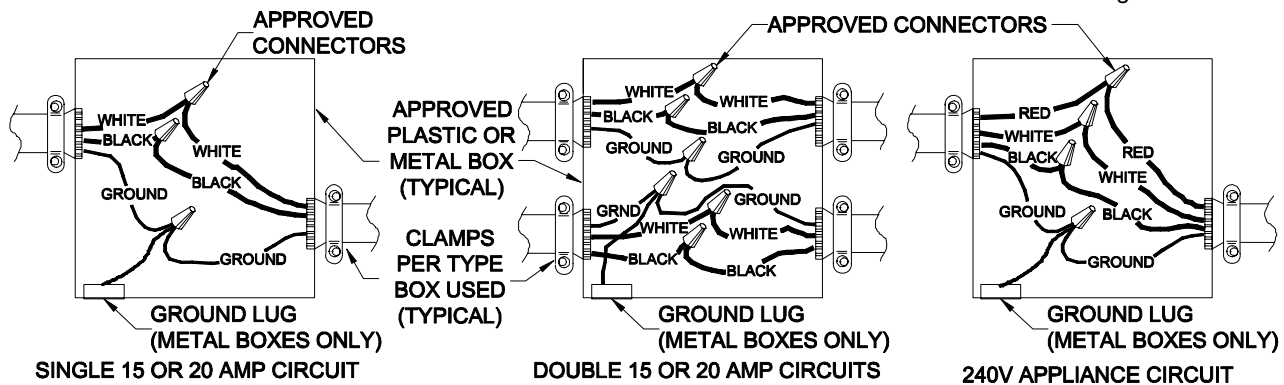 APPROVED
CONNECTORS
WHITE
BLACK
WHITE
BLACK
GROUND
GROUND
GROUND LUG
(METAL BOXES ONLY)
SINGLE 15 OR 20 AMP CIRCUIT
APPROVED
PLASTIC OR
METAL BOX
(TYPICAL)
CLAMPS
PER TYPE
BOX USED
(TYPICAL)
APPROVED CONNECTORS
WHITE
WHITE
BLACK
BLACK
GROUND
GROUND
GRND
GROUND
WHITE
WHITE
BLACK
BLACK
GROUND LUG
(METAL BOXES ONLY)
DOUBLE 15 OR 20 AMP CIRCUITS
RED
WHITE
BLACK
RED
WHITE
BLACK
GROUND
GROUND
GROUND LUG
(METAL BOXES ONLY)
240V APPLIANCE CIRCUIT